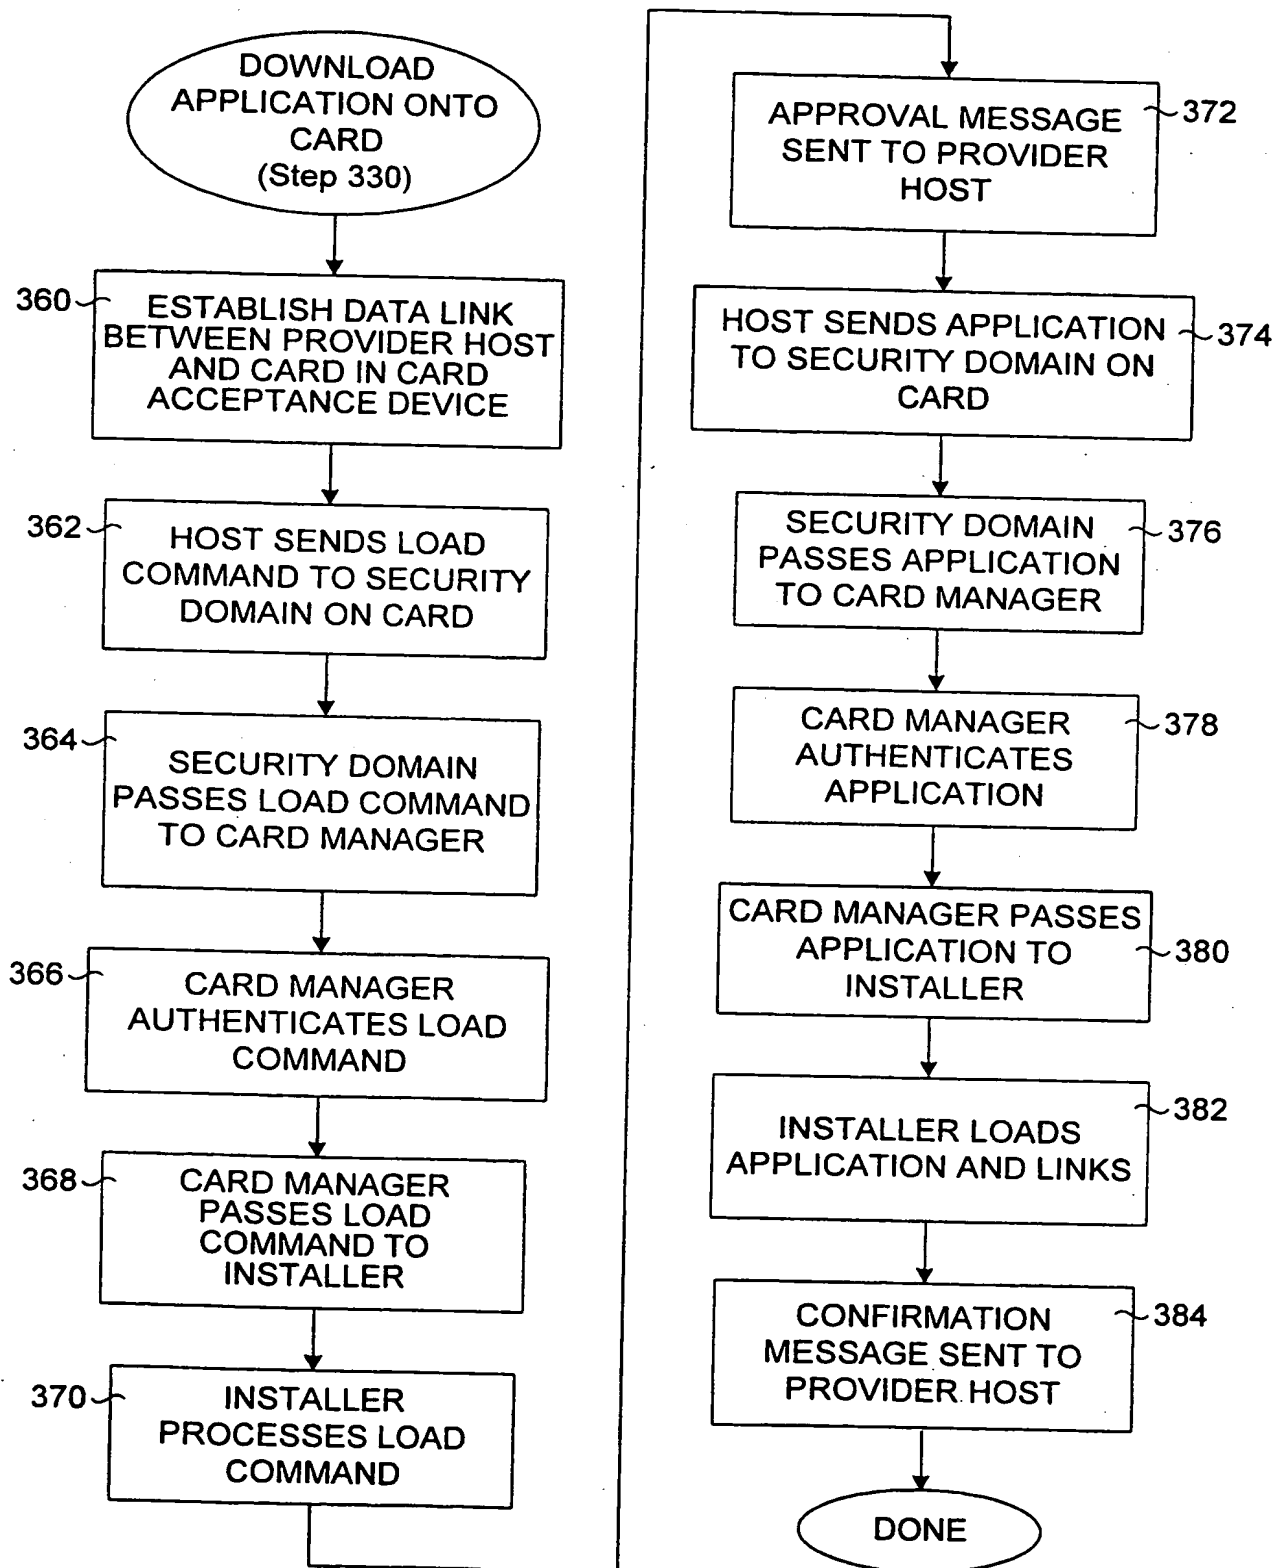 DOWNLOAD
APPLICATION ONTO
CARD
(Step 330)
360
ESTABLISH DATA LINK
BETWEEN PROVIDER HOST
AND CARD IN CARD
ACCEPTANCE DEVICE
362
HOST SENDS LOAD
COMMAND TO SECURITY
DOMAIN ON CARD
364
SECURITY DOMAIN
PASSES LOAD COMMAND
TO CARD MANAGER
366
CARD MANAGER
AUTHENTICATES LOAD
COMMAND
368
CARD MANAGER
PASSES LOAD
COMMAND TO
INSTALLER
370
INSTALLER
PROCESSES LOAD
COMMAND
372
APPROVAL MESSAGE
SENT TO PROVIDER
HOST
374
HOST SENDS APPLICATION
TO SECURITY DOMAIN ON
CARD
376
SECURITY DOMAIN
PASSES APPLICATION
TO CARD MANAGER
378
CARD MANAGER
AUTHENTICATES
APPLICATION
380
CARD MANAGER PASSES
APPLICATION TO
INSTALLER
382
INSTALLER LOADS
APPLICATION AND LINKS
384
CONFIRMATION
MESSAGE SENT TO
PROVIDER HOST
DONE